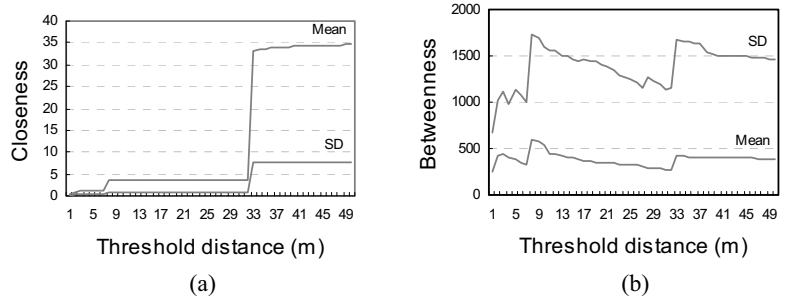 40
35
30
25
20
15
10
5
0
Closeness
Mean
SD
1 5 9 13 17 21 25 29 33 37 41 45 49
Threshold distance (m)
(a)
2000
1500
1000
500
0
Betweenness
SD
Mean
1 5 9 13 17 21 25 29 33 37 41 45 49
Threshold distance (m)
(b)